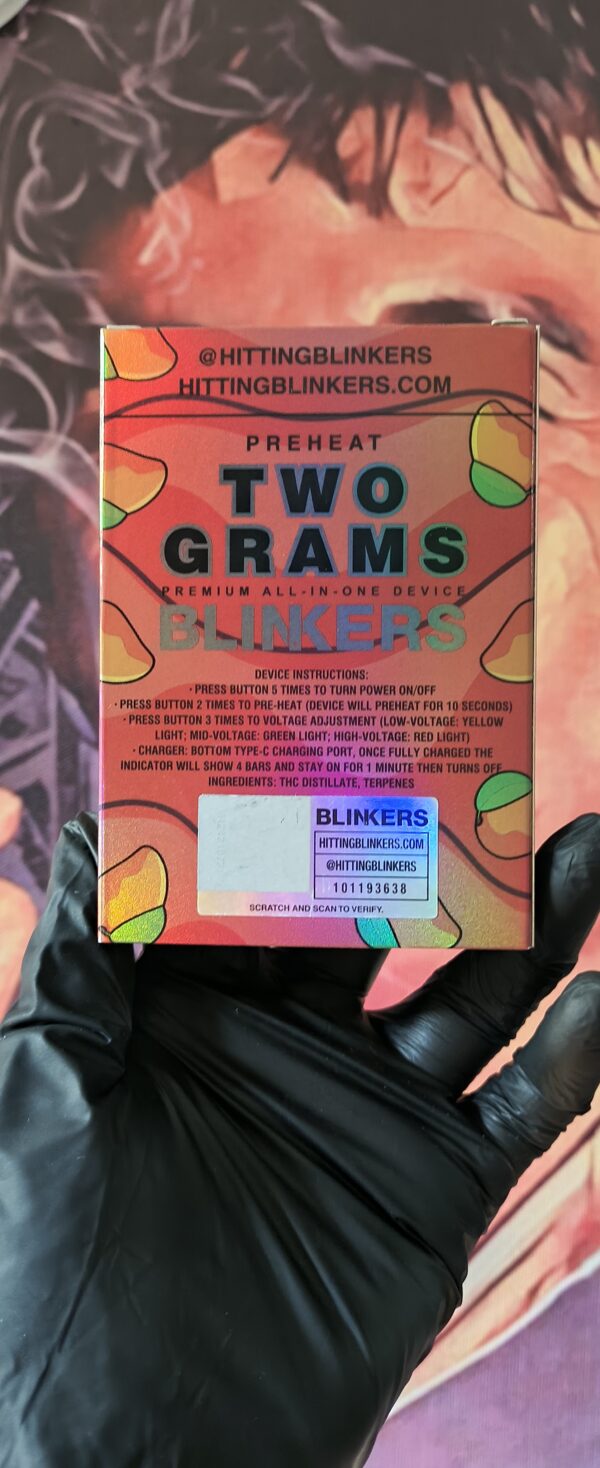 @HITTINGBLINKERS
HITTINGBLINKERS.COM
PREHEAT
TWO
GRAMS
PREMIUM ALL-IN-ONE DEVICE
BLINKERS
DEVICE INSTRUCTIONS:
· PRESS BUTTON 5 TIMES TO TURN POWER ON/OFF
· PRESS BUTTON 2 TIMES TO PRE-HEAT (DEVICE WILL PREHEAT FOR 10 SECONDS)
· PRESS BUTTON 3 TIMES TO VOLTAGE ADJUSTMENT (LOW-VOLTAGE: YELLOW
LIGHT; MID-VOLTAGE: GREEN LIGHT; HIGH-VOLTAGE: RED LIGHT)
· CHARGER: BOTTOM TYPE-C CHARGING PORT, ONCE FULLY CHARGED THE
INDICATOR WILL SHOW 4 BARS AND STAY ON FOR 1 MINUTE THEN TURNS OFF
INGREDIENTS: THC DISTILLATE, TERPENES
BLINKERS
HITTINGBLINKERS.COM
@HITTINGBLINKERS
101193638
SCRATCH AND SCAN TO VERIFY.